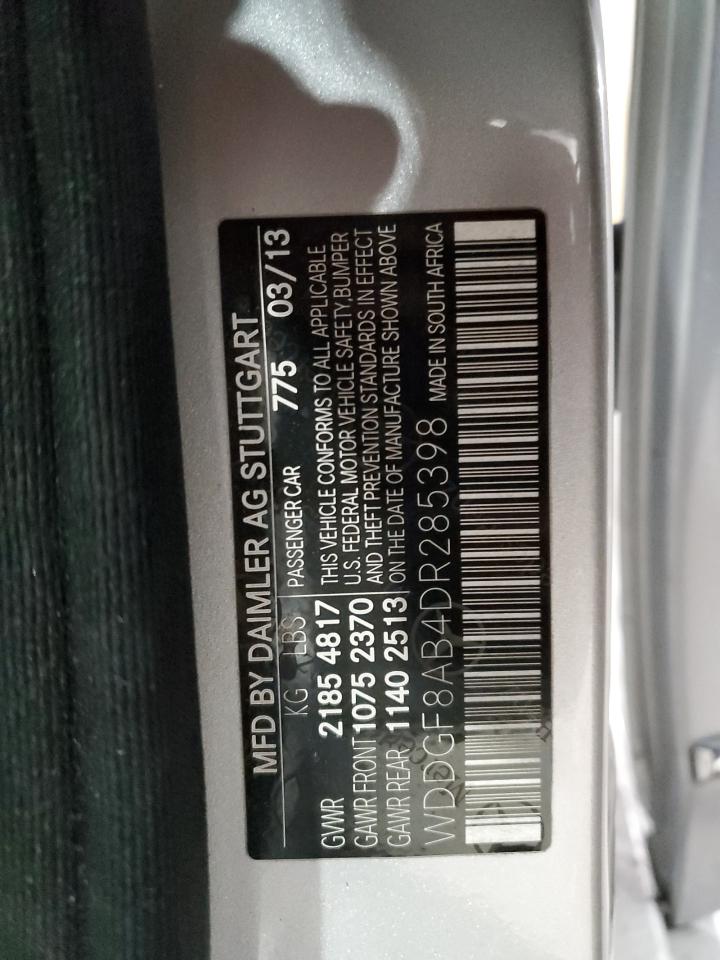 MFD BY DAIMLER AG STUTTGART
KG LBS PASSENGER CAR 775 03/13
GVWR 2185 4817 THIS VEHICLE CONFORMS TO ALL APPLICABLE
GAWR FRONT 1075 2370 U.S. FEDERAL MOTOR VEHICLE SAFETY, BUMPER
GAWR REAR 1140 2513 AND THEFT PREVENTION STANDARDS IN EFFECT
ON THE DATE OF MANUFACTURE SHOWN ABOVE
WDDGF8AB4DR285398 MADE IN SOUTH AFRICA